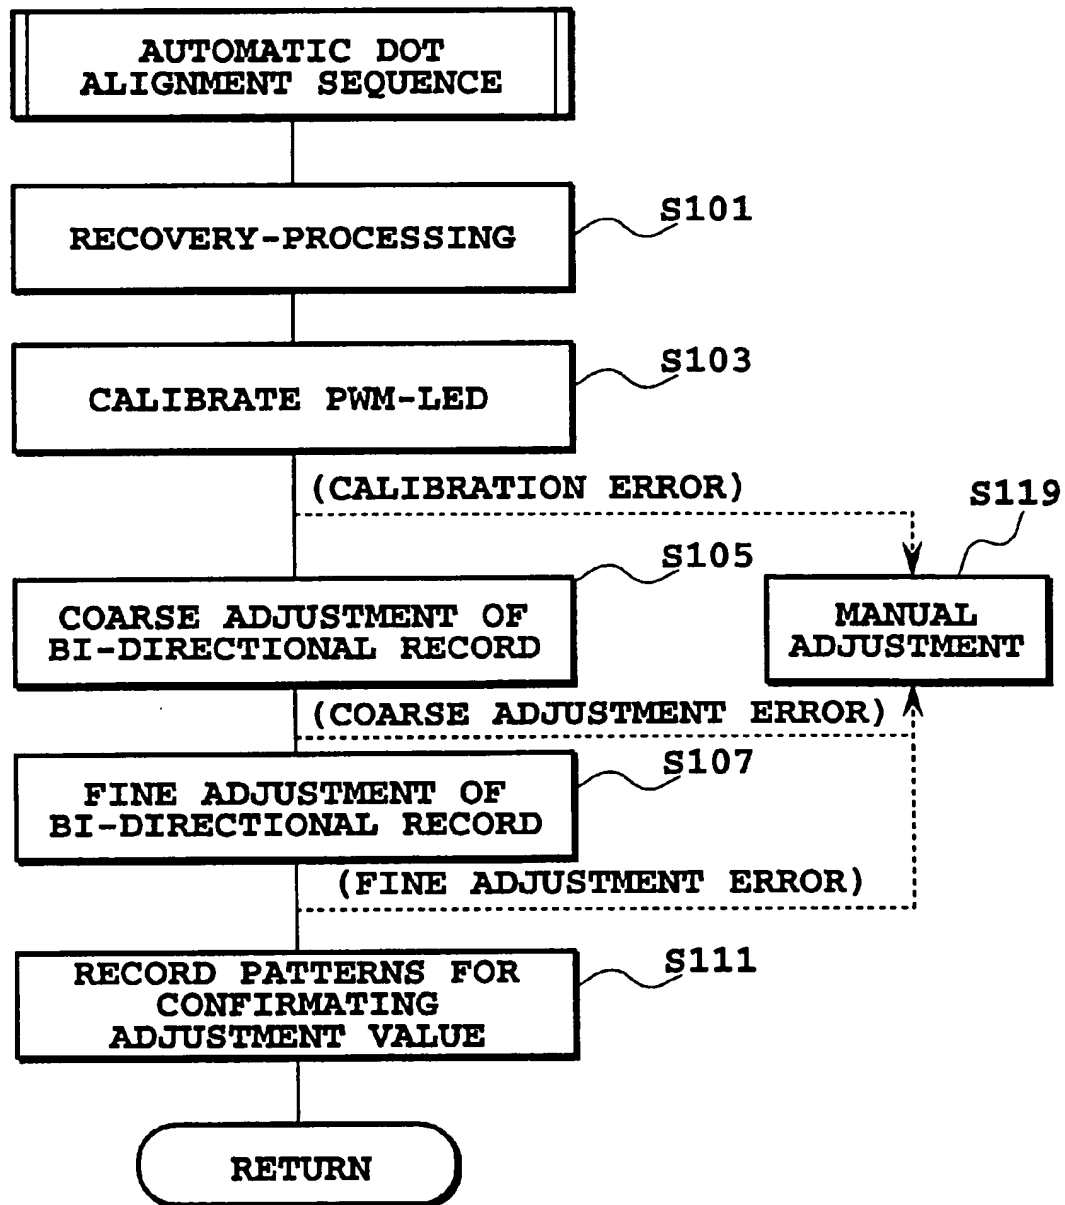 AUTOMATIC DOT
ALIGNMENT SEQUENCE
S101
RECOVERY-PROCESSING
S103
CALIBRATE PWM-LED
(CALIBRATION ERROR)
S119
S105
COARSE ADJUSTMENT OF
BI-DIRECTIONAL RECORD
MANUAL
ADJUSTMENT
(COARSE ADJUSTMENT ERROR)
S107
FINE ADJUSTMENT OF
BI-DIRECTIONAL RECORD
(FINE ADJUSTMENT ERROR)
S111
RECORD PATTERNS FOR
CONFIRMATING
ADJUSTMENT VALUE
RETURN